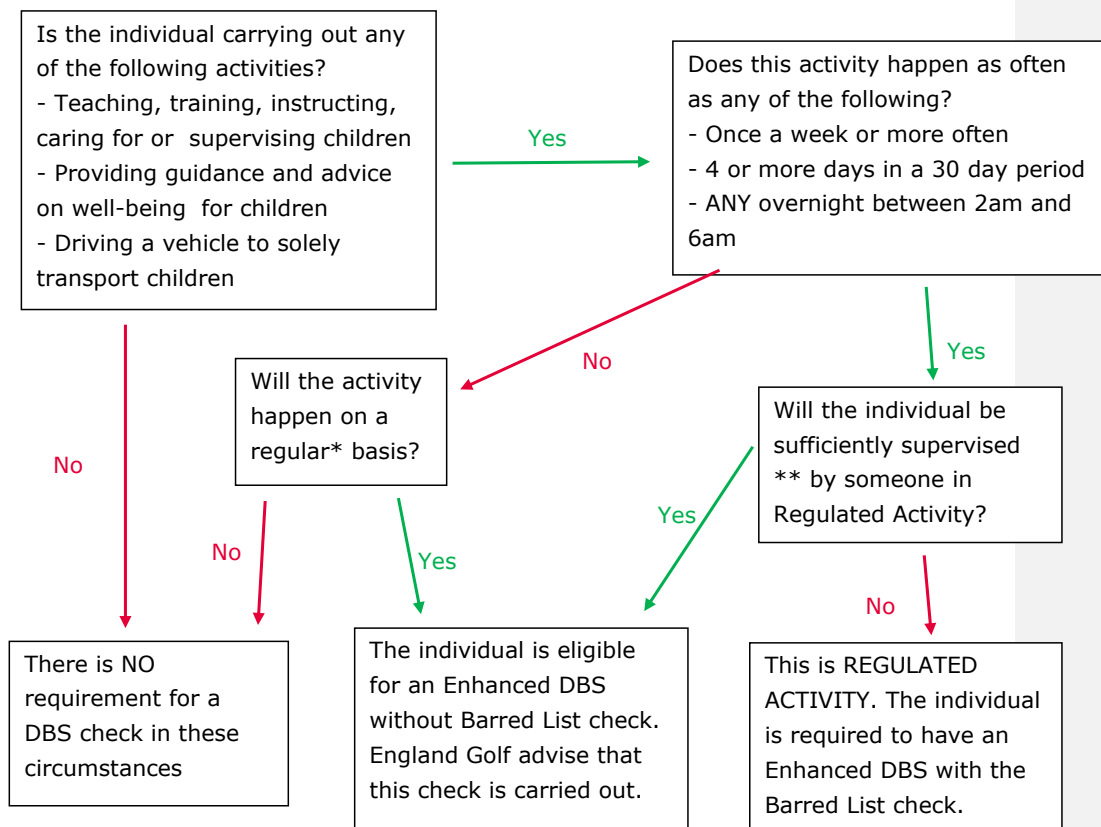 Is the individual carrying out any
of the following activities?
- Teaching, training, instructing,
caring for or supervising children
- Providing guidance and advice
on well-being for children
- Driving a vehicle to solely
transport children
Yes
Does this activity happen as often
as any of the following?
- Once a week or more often
- 4 or more days in a 30 day period
- ANY overnight between 2am and
6am
No
Yes
Will the activity
happen on a
regular* basis?
Will the individual be
sufficiently supervised
** by someone in
Regulated Activity?
No
No
Yes
Yes
No
There is NO
requirement for a
DBS check in these
circumstances
The individual is eligible
for an Enhanced DBS
without Barred List check.
England Golf advise that
this check is carried out.
This is REGULATED
ACTIVITY. The individual
is required to have an
Enhanced DBS with the
Barred List check.